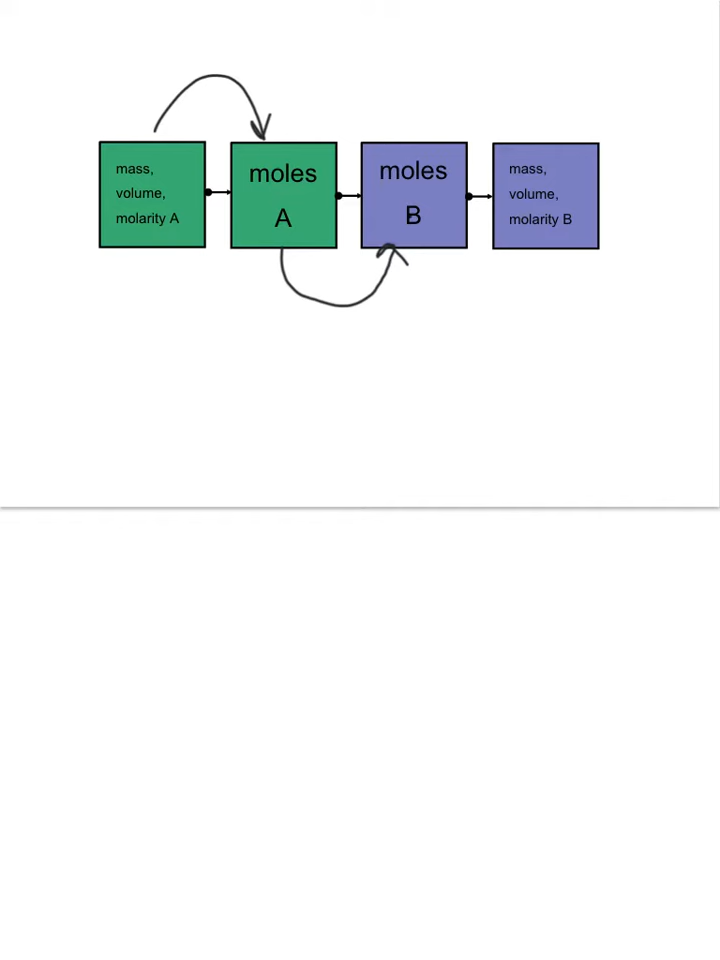 mass,
volume,
molarity A
moles
A
moles
B
mass,
volume,
molarity B